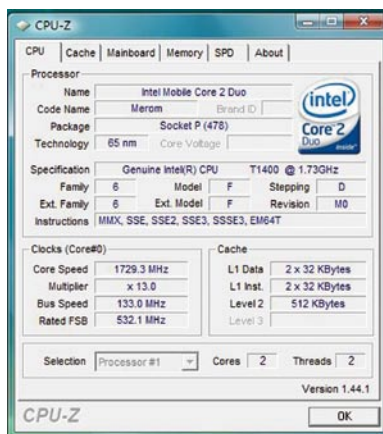 CPU-Z
CPU Cache Mainboard Memory SPD About
Processor
Name Intel Mobile Core 2 Duo
Code Name Merom Brand ID
Package Socket P (478)
Technology 65 nm Core Voltage
intel
Core 2
Duo inside
Specification Genuine Intel(R) CPU T1400 @ 1.73GHz
Family 6 Model F Stepping D
Ext. Family 6 Ext. Model F Revision M0
Instructions MMX, SSE, SSE2, SSE3, SSSE3, EM64T
Clocks (Core#0) Cache
Core Speed 1729.3 MHz L1 Data 2 x 32 KBytes
Multiplier x 13.0 L1 Inst. 2 x 32 KBytes
Bus Speed 133.0 MHz Level 2 512 KBytes
Rated FSB 532.1 MHz Level 3
Selection Processor #1 Cores 2 Threads 2
Version 1.44.1
CPU-Z OK